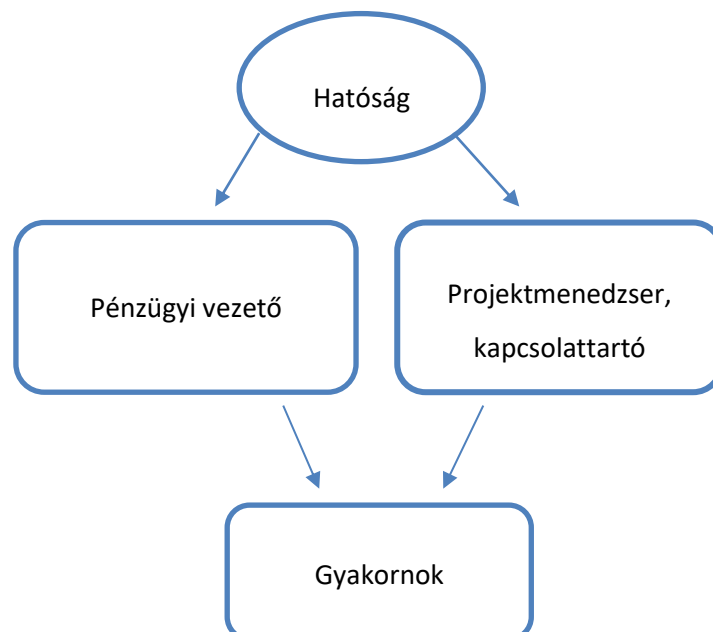 Hatóság
Pénzügyi vezető
Projektmenedzser,
kapcsolattartó
Gyakornok